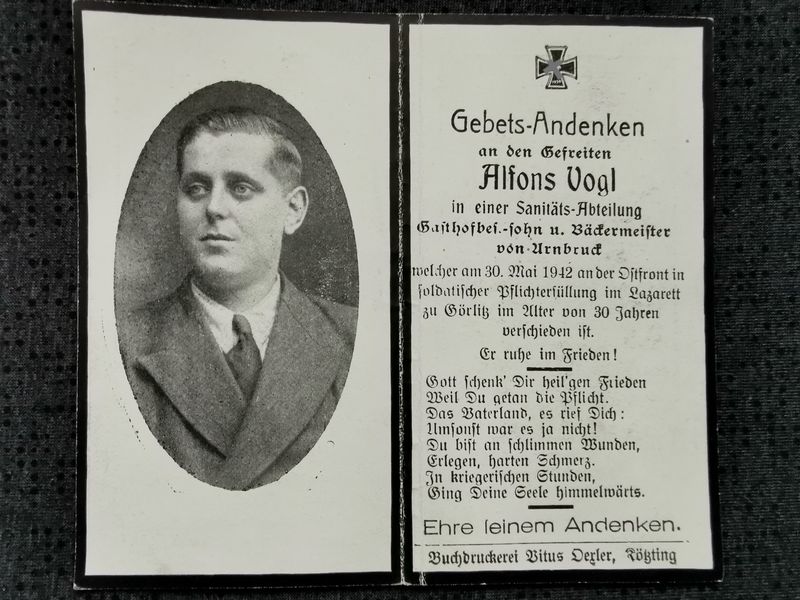 Gebets-Andenken
an den Gefreiten
Alfons Vogl
in einer Sanitäts-Abteilung
Gasthofbes.-sohn u. Bäckermeister
von Arnbruck
welcher am 30. Mai 1942 an der Ostfront in
soldatischer Pflichterfüllung im Lazarett
zu Görlitz im Alter von 30 Jahren
verschieden ist.
Er ruhe im Frieden!
Gott schenk' Dir heil'gen Frieden
Weil Du getan die Pflicht.
Das Vaterland, es rief Dich:
Umsonst war es ja nicht!
Du bist an schlimmen Wunden,
Erlegen, harten Schmerz.
In kriegerischen Stunden,
Ging Deine Seele himmelwärts.
Ehre seinem Andenken.
Buchdruckerei Vitus Oexler, Kötzting